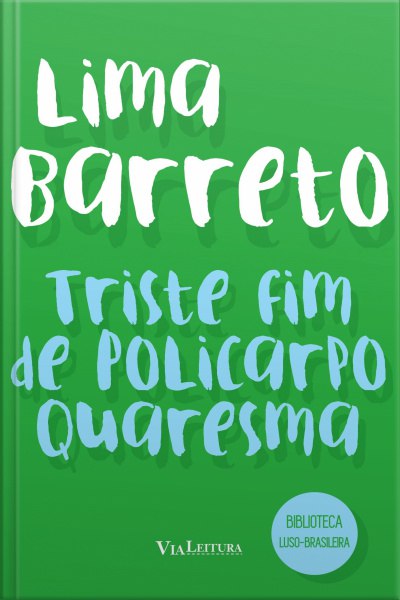 Lima
Barreto
Triste fim
de Policarpo
Quaresma
BIBLIOTECA
LUSO-BRASILEIRA
VIALEITURA